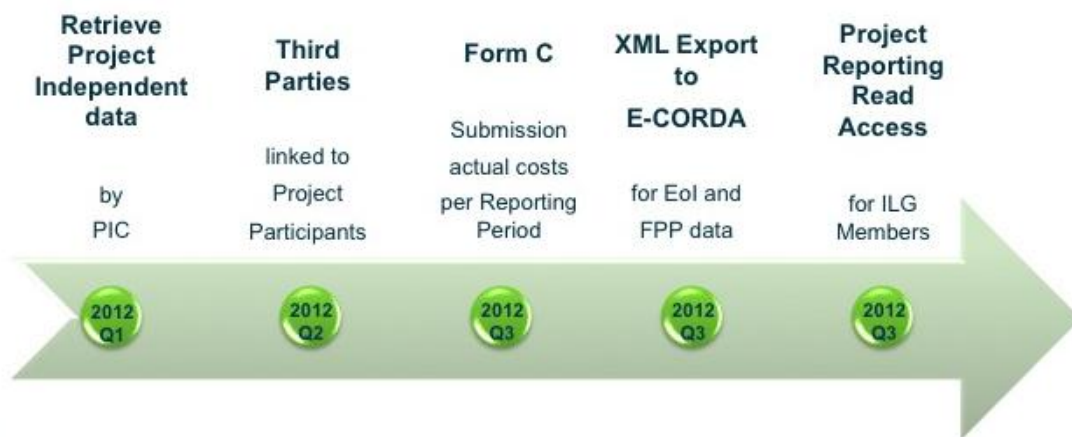 Retrieve
Project
Independent
data
by
PIC
Third
Parties
linked to
Project
Participants
Form C
Submission
actual costs
per Reporting
Period
XML Export
to
E-CORDA
for EoI and
FPP data
Project
Reporting
Read
Access
for ILG
Members
2012
Q1
2012
Q2
2012
Q3
2012
Q3
2012
Q3